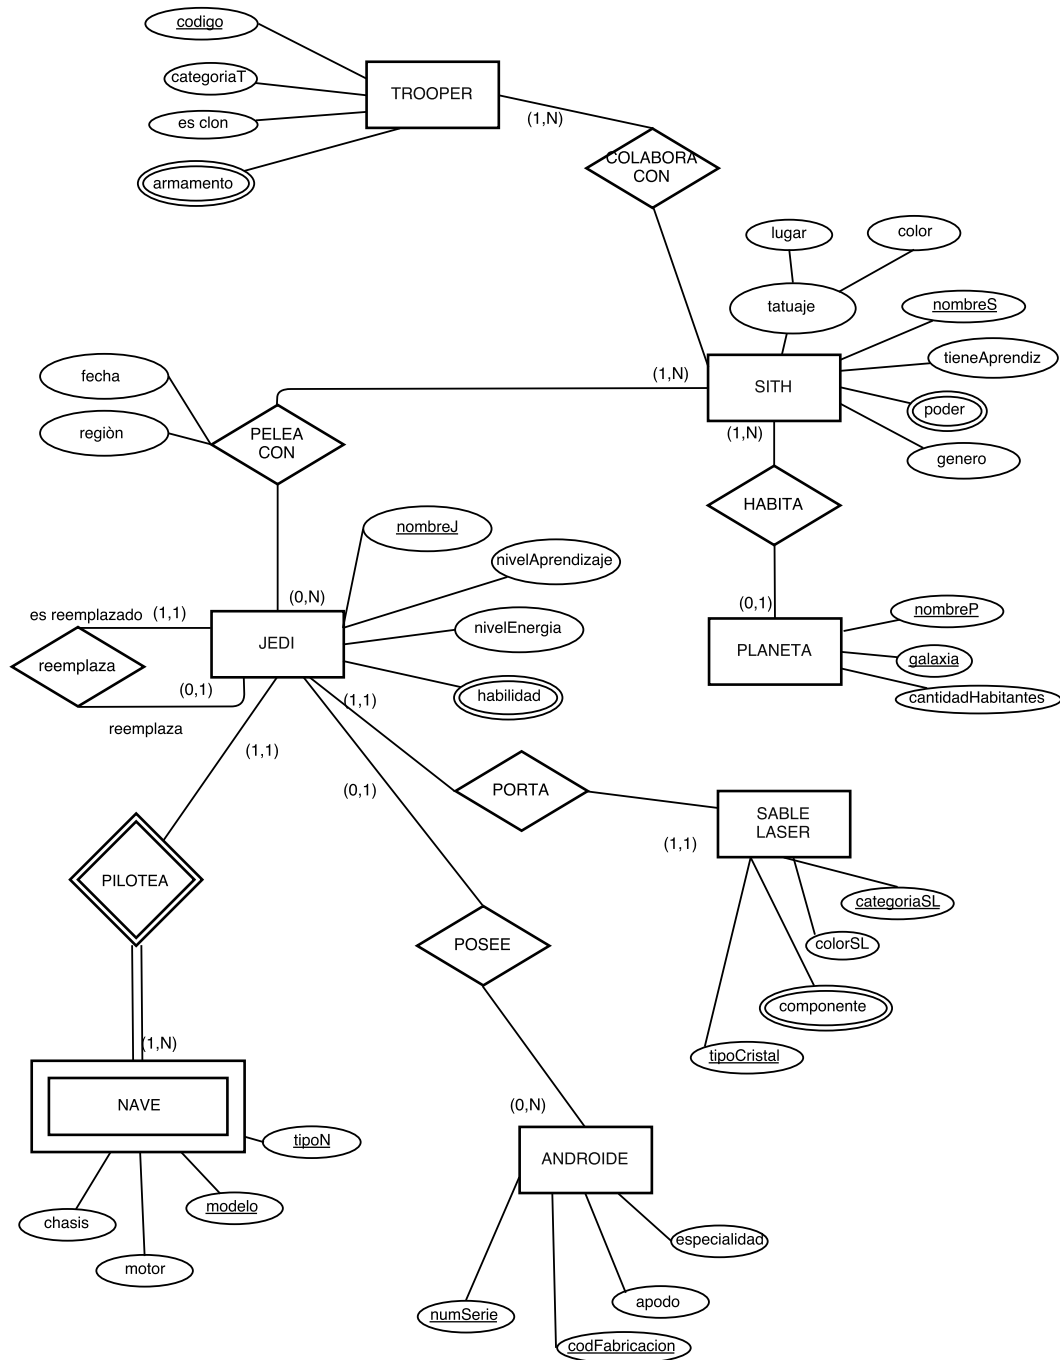 codigo
categoriaT
es clon
armamento
TROOPER
(1,N)
COLABORA
CON
lugar
color
tatuaje
nombreS
tieneAprendiz
poder
genero
SITH
(1,N)
(1,N)
fecha
regiòn
PELEA
CON
HABITA
(0,1)
nombreP
galaxia
cantidadHabitantes
PLANETA
nombreJ
nivelAprendizaje
nivelEnergia
habilidad
(0,N)
JEDI
es reemplazado
(1,1)
reemplaza
(0,1)
reemplaza
(1,1)
(1,1)
(0,1)
PORTA
SABLE
LASER
(1,1)
categoriaSL
colorSL
componente
tipoCristal
PILOTEA
POSEE
(1,N)
NAVE
tipoN
modelo
chasis
motor
(0,N)
ANDROIDE
especialidad
apodo
numSerie
codFabricacion